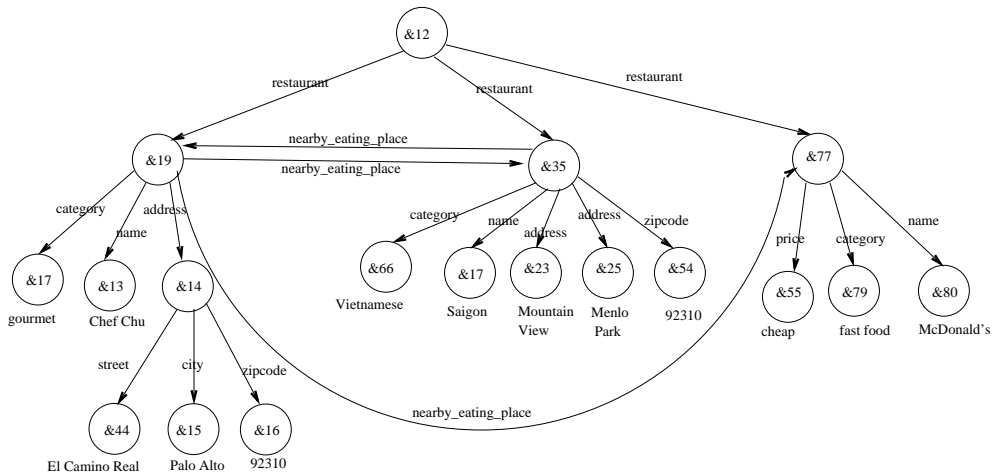 &12
restaurant
restaurant
restaurant
nearby_eating_place
nearby_eating_place
&19
&35
&77
category
name
address
category
name
address
address
zipcode
price
category
name
&17
gourmet
&13
Chef Chu
&14
&66
Vietnamese
&17
Saigon
&23
Mountain
View
&25
Menlo
Park
&54
92310
&55
cheap
&79
fast food
&80
McDonald's
street
city
zipcode
nearby_eating_place
&44
El Camino Real
&15
Palo Alto
&16
92310